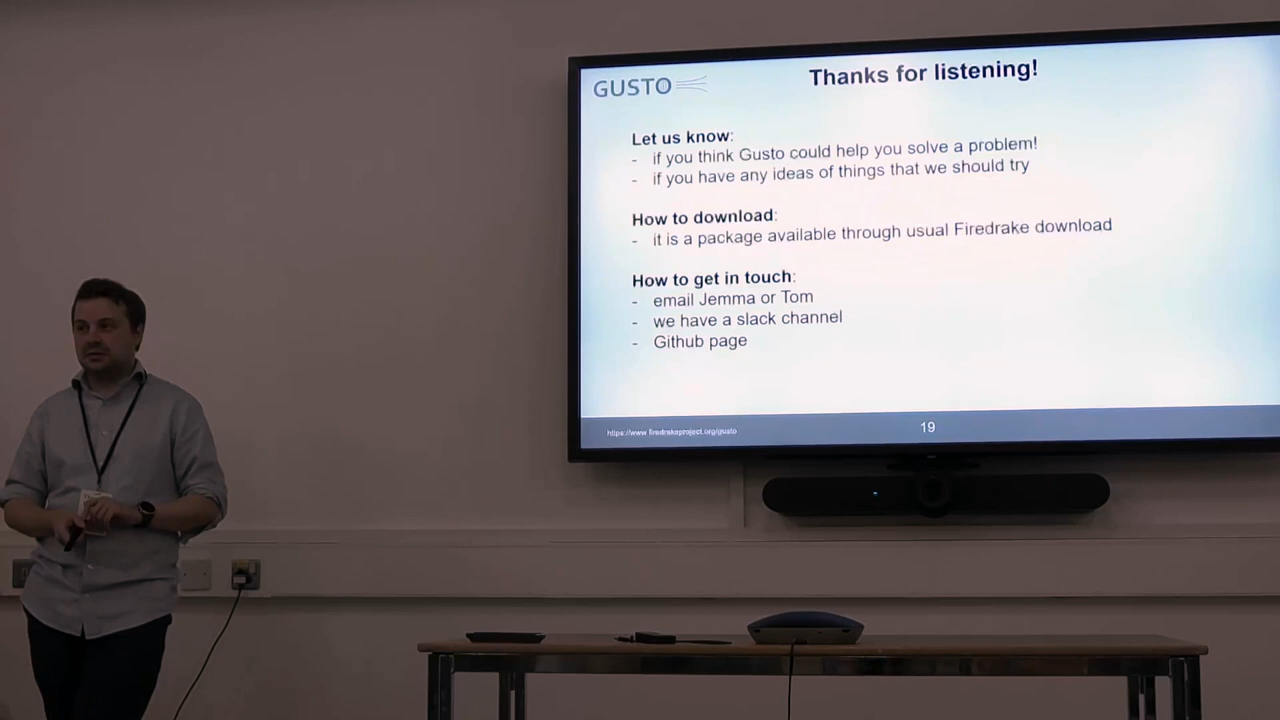 GUSTO
Thanks for listening!
Let us know:
- if you think Gusto could help you solve a problem!
- if you have any ideas of things that we should try
How to download:
- it is a package available through usual Firedrake download
How to get in touch:
- email Jemma or Tom
- we have a slack channel
- Github page
https://www.firedrakeproject.org/gusto
19